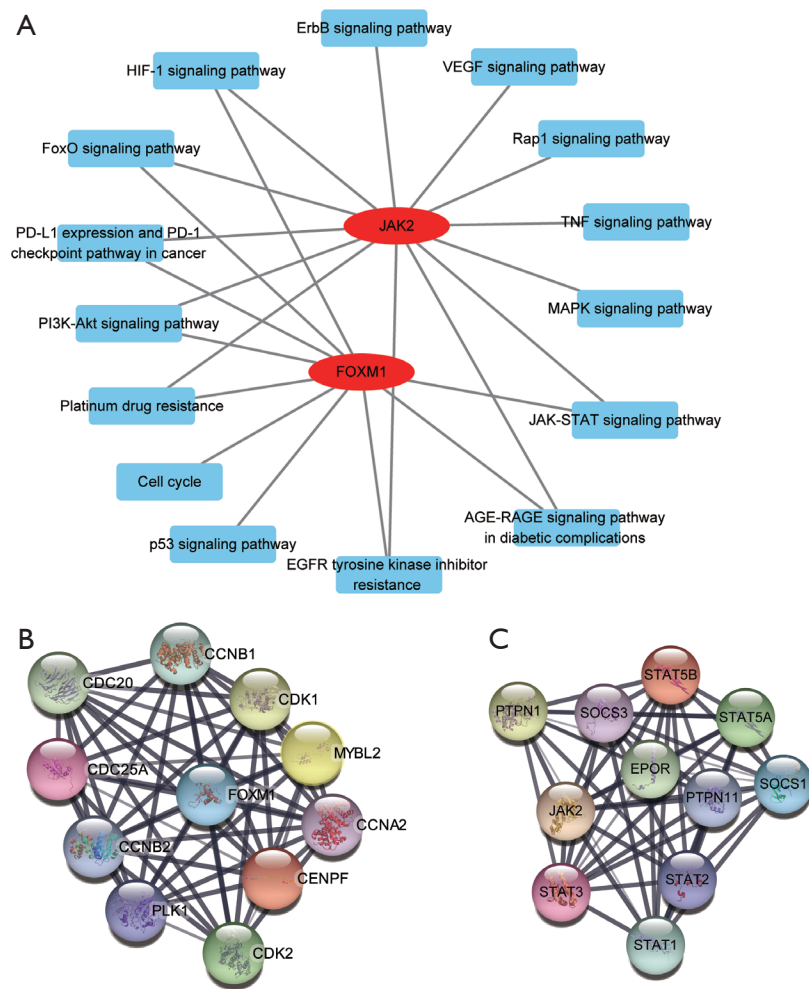 A
ErbB signaling pathway
HIF-1 signaling pathway
VEGF signaling pathway
FoxO signaling pathway
Rap1 signaling pathway
JAK2
TNF signaling pathway
PD-L1 expression and PD-1
checkpoint pathway in cancer
MAPK signaling pathway
PI3K-Akt signaling pathway
FOXM1
Platinum drug resistance
JAK-STAT signaling pathway
Cell cycle
AGE-RAGE signaling pathway
in diabetic complications
p53 signaling pathway
EGFR tyrosine kinase inhibitor
resistance
B
CCNB1
CDC20
CDK1
MYBL2
CDC25A
FOXM1
CCNA2
CCNB2
CENPF
PLK1
CDK2
C
STAT5B
PTPN1
SOCS3
STAT5A
EPOR
SOCS1
PTPN11
JAK2
STAT3
STAT2
STAT1